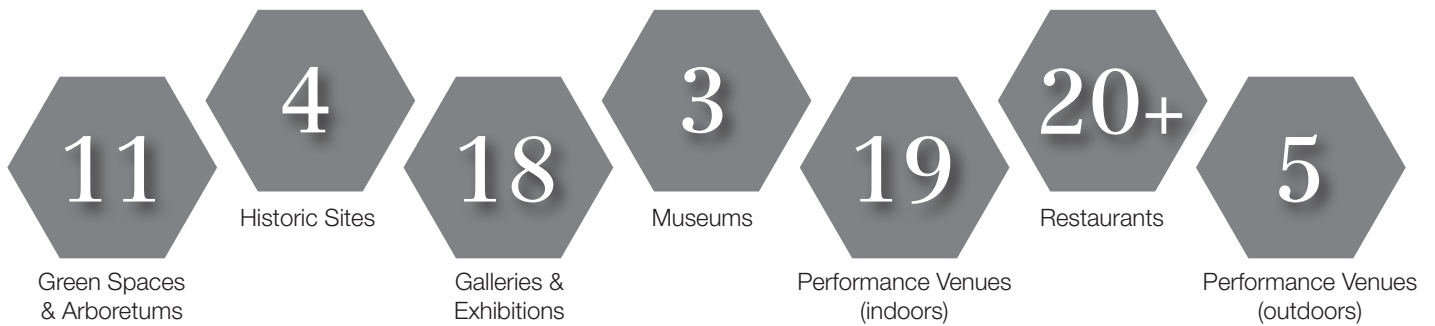 11
Green Spaces
& Arboretums
4
Historic Sites
18
Galleries &
Exhibitions
3
Museums
19
Performance Venues
(indoors)
20+
Restaurants
5
Performance Venues
(outdoors)